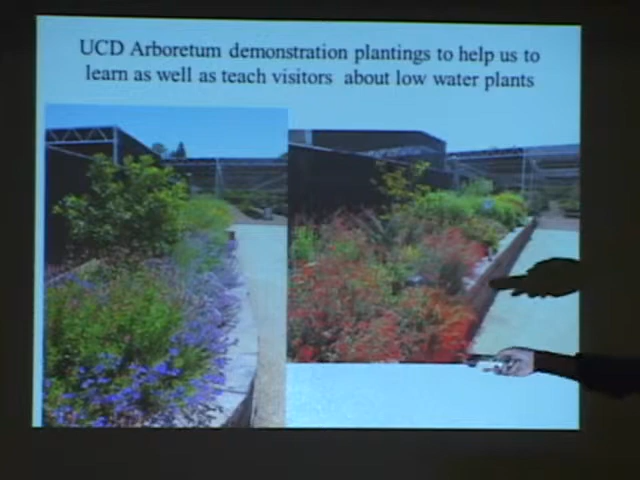 UCD Arboretum demonstration plantings to help us to
learn as well as teach visitors about low water plants